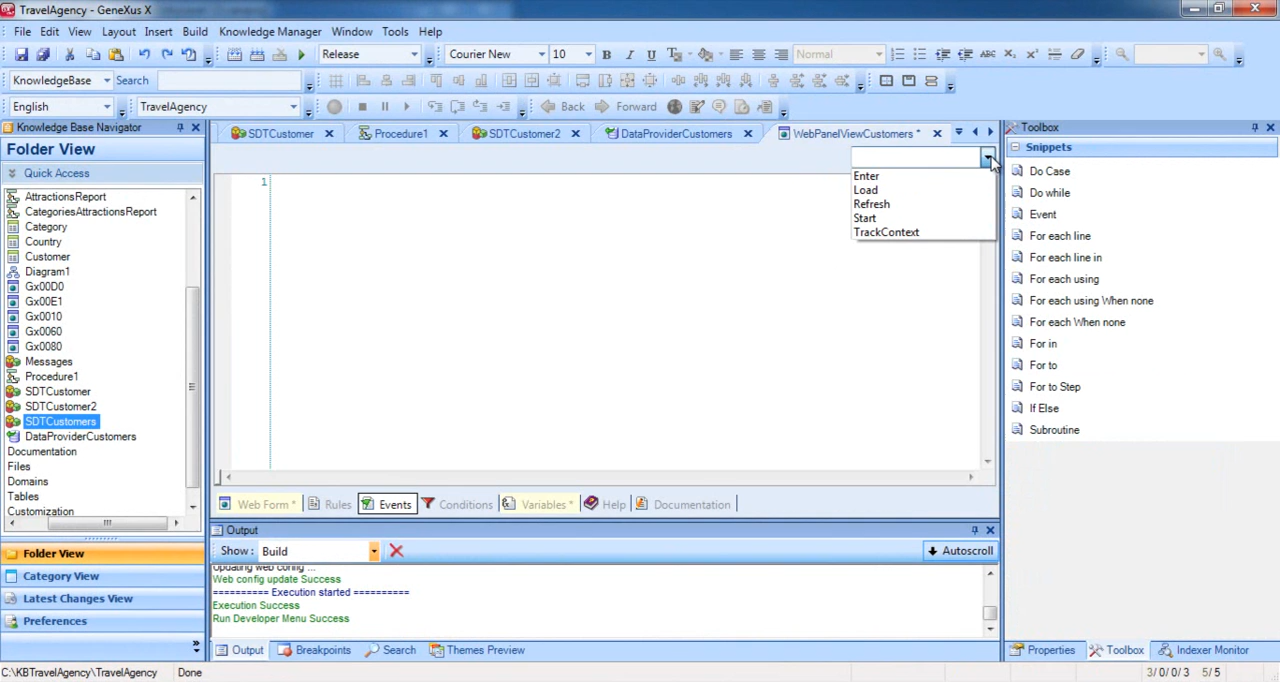 TravelAgency - GeneXus X
File Edit View Layout Insert Build Knowledge Manager Window Tools Help
Release Courier New 10 B I U Normal ABC
KnowledgeBase Search
English TravelAgency Back Forward
Knowledge Base Navigator
Folder View
Quick Access
AttractionsReport
CategoriesAttractionsReport
Category
Country
Customer
Diagram1
Gx00D0
Gx00E1
Gx0010
Gx0060
Gx0080
Messages
Procedure1
SDTCustomer
SDTCustomer2
SDTCustomers
DataProviderCustomers
Documentation
Files
Domains
Tables
Customization
Folder View
Category View
Latest Changes View
Preferences
SDTCustomer Procedure1 SDTCustomer2 DataProviderCustomers WebPanelViewCustomers *
Enter
Load
Refresh
Start
TrackContext
1
Web Form * Rules Events Conditions Variables * Help Documentation
Output
Show : Build Autoscroll
Updating web config ...
Web config update Success
========== Execution started ==========
Execution Success
Run Developer Menu Success
Output Breakpoints Search Themes Preview
Toolbox
Snippets
Do Case
Do while
Event
For each line
For each line in
For each using
For each using When none
For each When none
For in
For to
For to Step
If Else
Subroutine
Properties Toolbox Indexer Monitor
C:\KBTravelAgency\TravelAgency Done 3/0/0/3 5/5